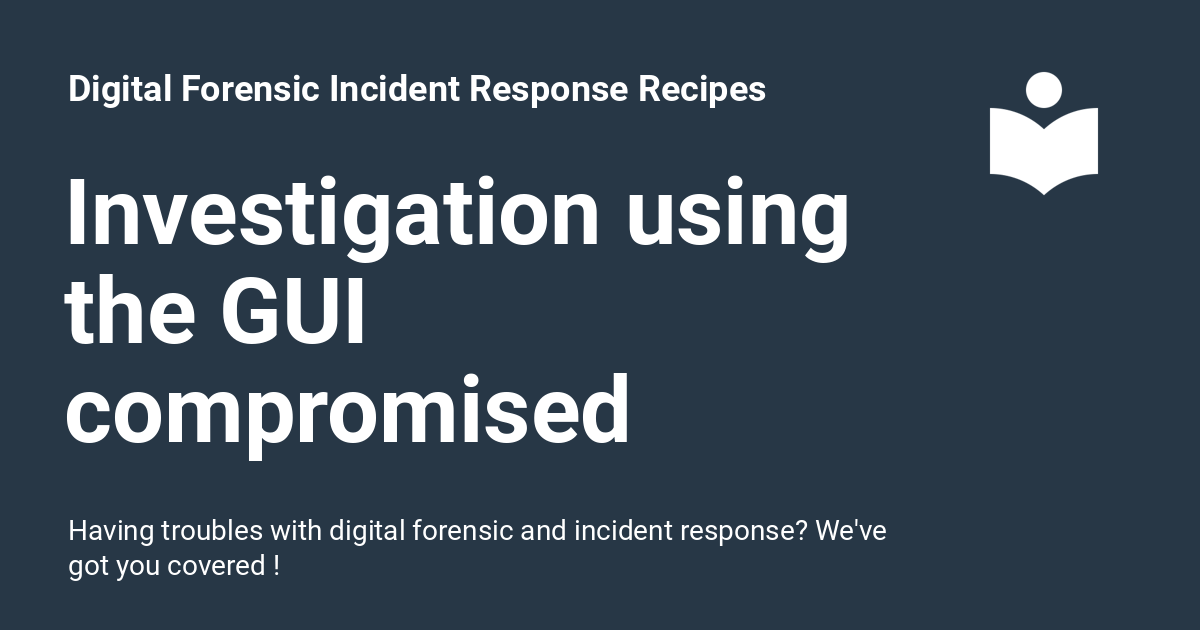 Digital Forensic Incident Response Recipes
Investigation using
the GUI
compromised
Having troubles with digital forensic and incident response? We've
got you covered !